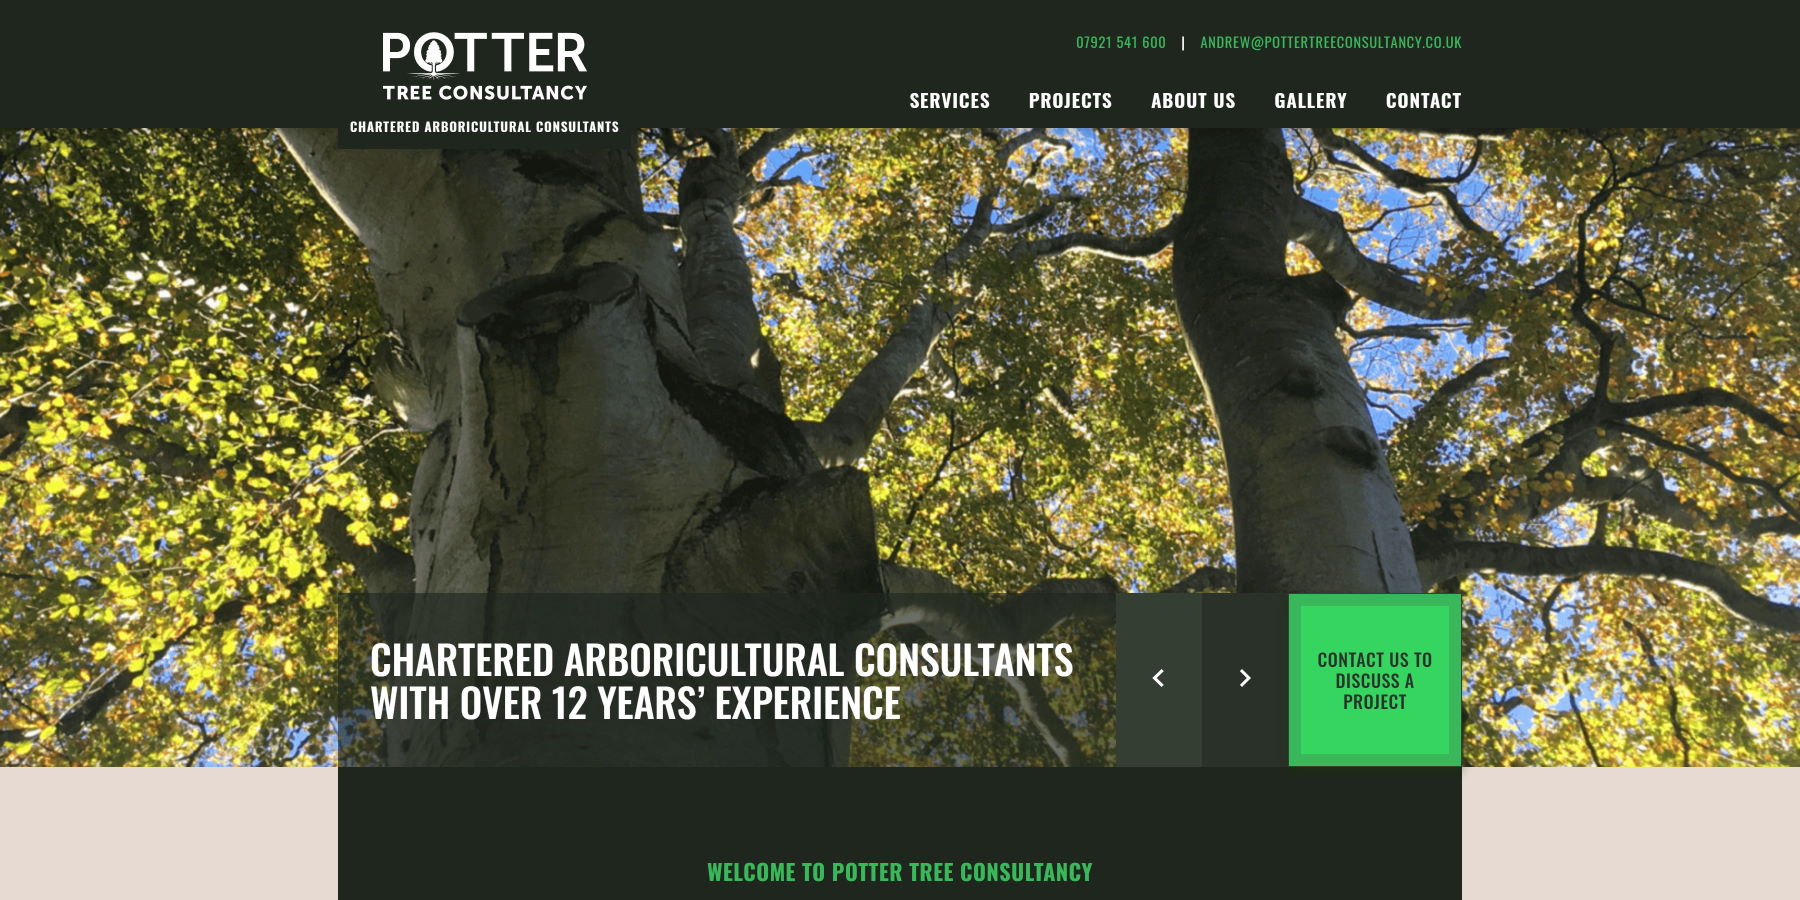 POTTER
TREE CONSULTANCY
CHARTERED ARBORICULTURAL CONSULTANTS
07921 541 600 | ANDREW@POTTERTREECONSULTANCY.CO.UK
SERVICES PROJECTS ABOUT US GALLERY CONTACT
CHARTERED ARBORICULTURAL CONSULTANTS
WITH OVER 12 YEARS’ EXPERIENCE
CONTACT US TO
DISCUSS A
PROJECT
WELCOME TO POTTER TREE CONSULTANCY